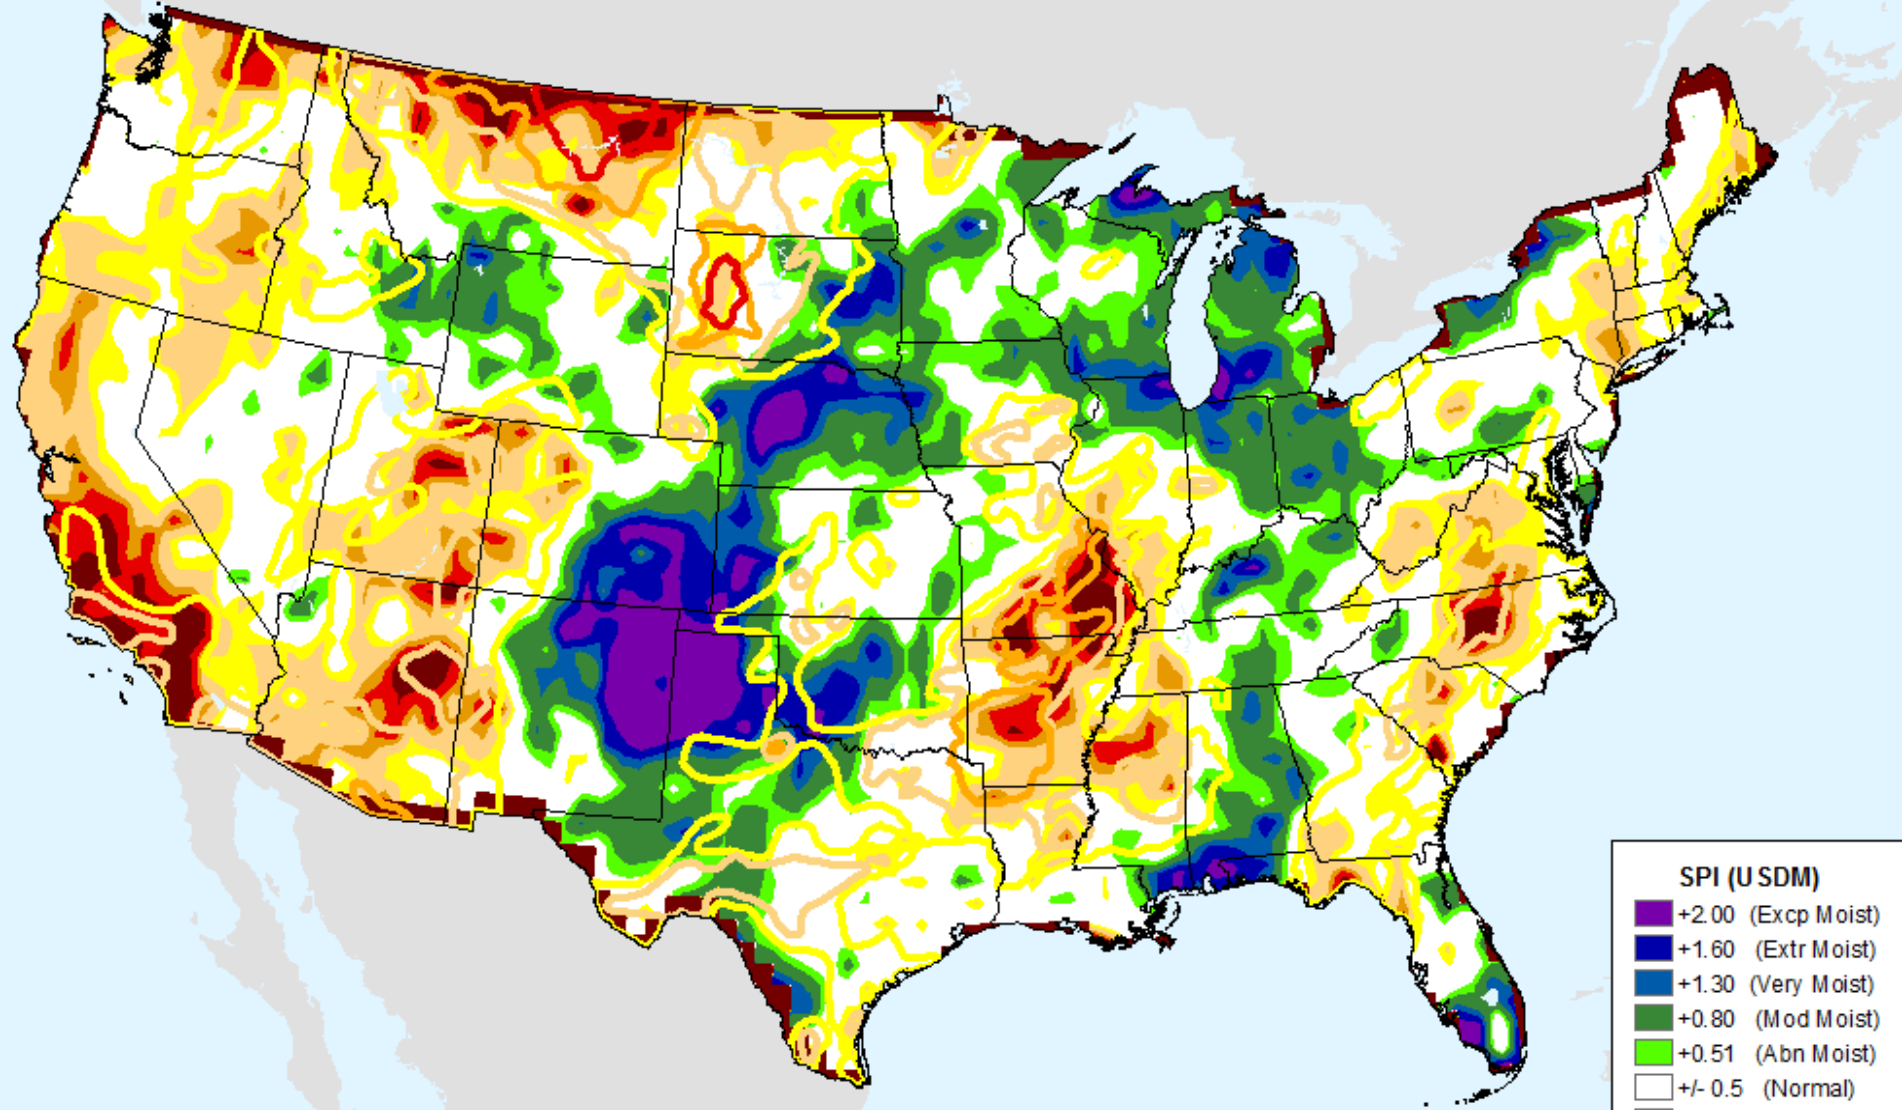 SPI (USDM)
+2.00 (Excp Moist)
+1.60 (Extr Moist)
+1.30 (Very Moist)
+0.80 (Mod Moist)
+0.51 (Abn Moist)
+/- 0.5 (Normal)